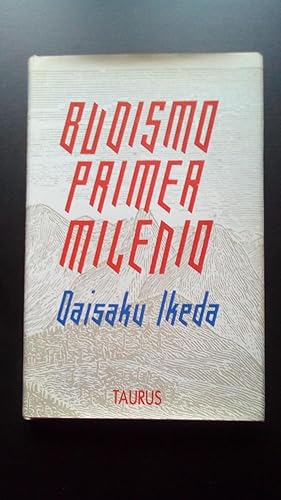 BUDISMO
PRIMER
MILENIO
Daisaku Ikeda
TAURUS